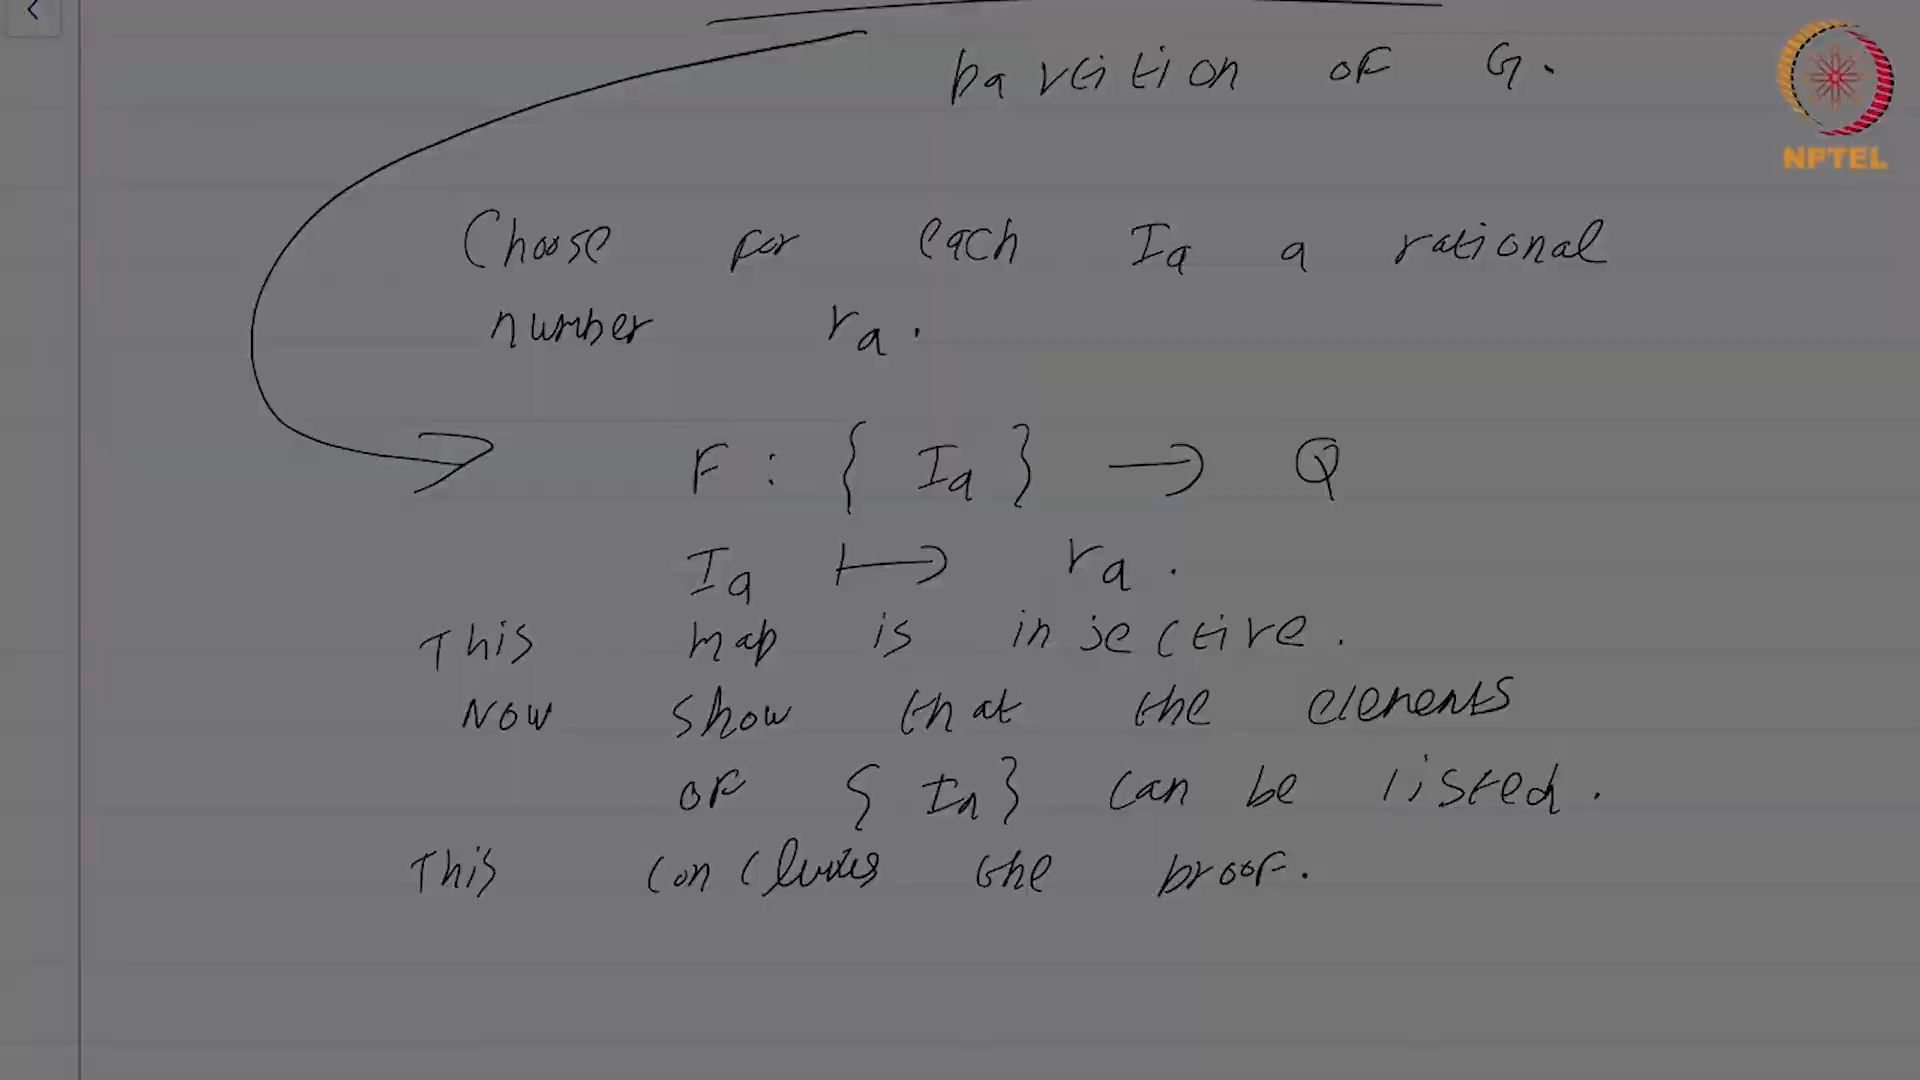 partition of G.
NPTEL
Choose for each Ia a rational
number ra.
F : { Ia } → Q
Ia ↦ ra.
This map is injective.
Now show that the elements
of { Ia } can be listed.
This concludes the proof.